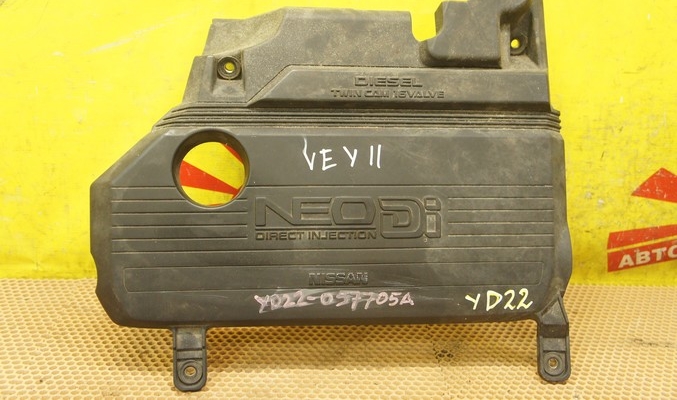 DIESEL
TWIN CAM 16VALVE
VEY11
NEO Di
DIRECT INJECTION
NISSAN
YD22-057705A
YD22
АВТО